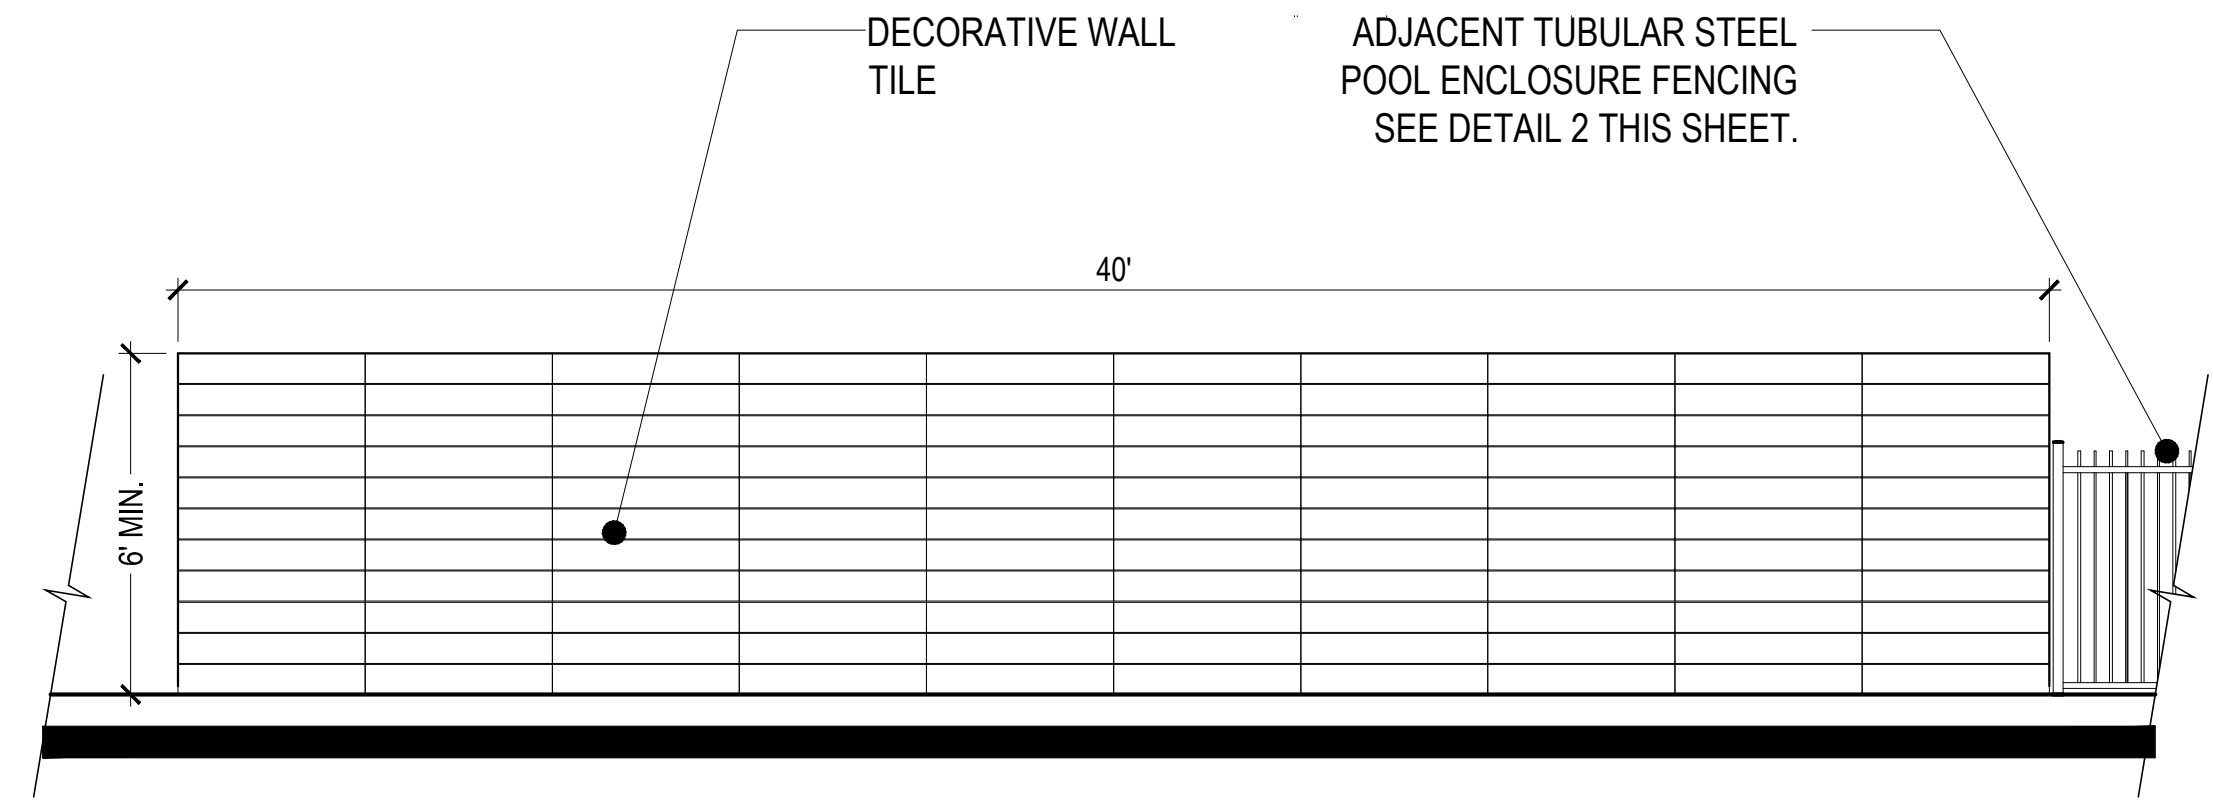 DECORATIVE WALL
TILE
ADJACENT TUBULAR STEEL
POOL ENCLOSURE FENCING
SEE DETAIL 2 THIS SHEET.
40'
6' MIN.